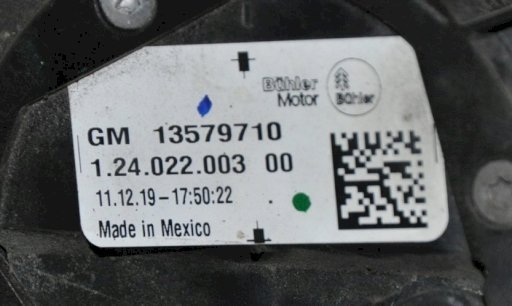 Bühler
Motor
Bühler
GM 13579710
1.24.022.003 00
11.12.19-17:50:22
Made in Mexico